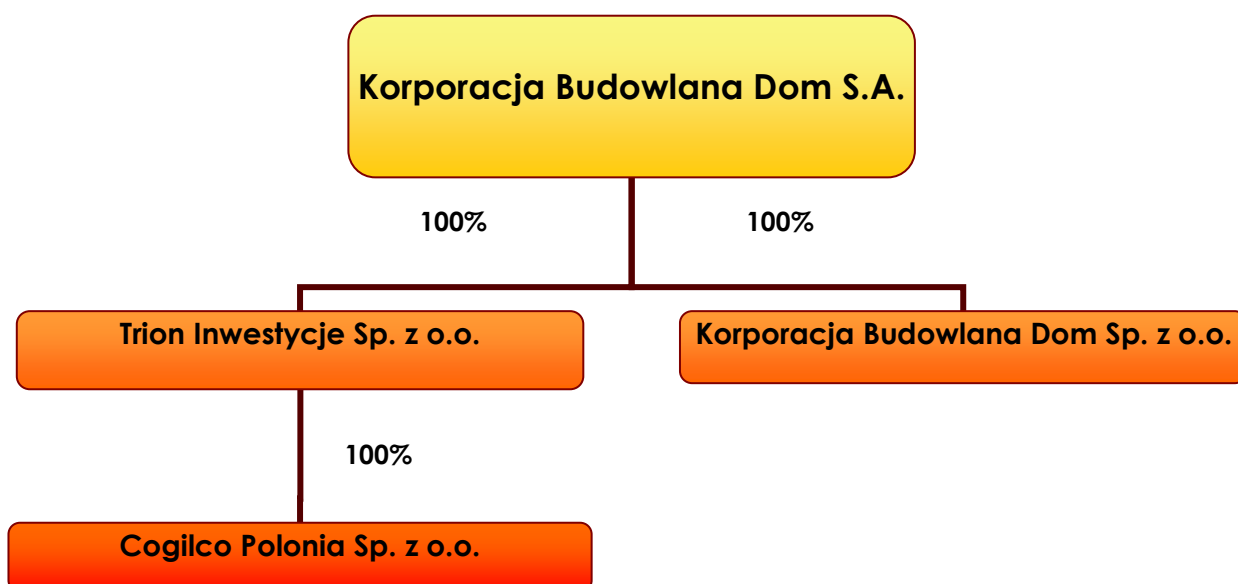 Korporacja Budowlana Dom S.A.
100%
100%
Trion Inwestycje Sp. z o.o.
Korporacja Budowlana Dom Sp. z o.o.
100%
Cogilco Polonia Sp. z o.o.